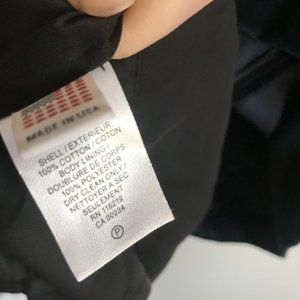 MADE IN USA
SHELL / EXTERIEUR
100% COTTON / COTON
BODY LINING /
DOUBLURE DE CORPS
100% POLYESTER
DRY CLEAN ONLY /
NETTOYER A SEC
SEULEMENT
RN 116219
CA 00234
P